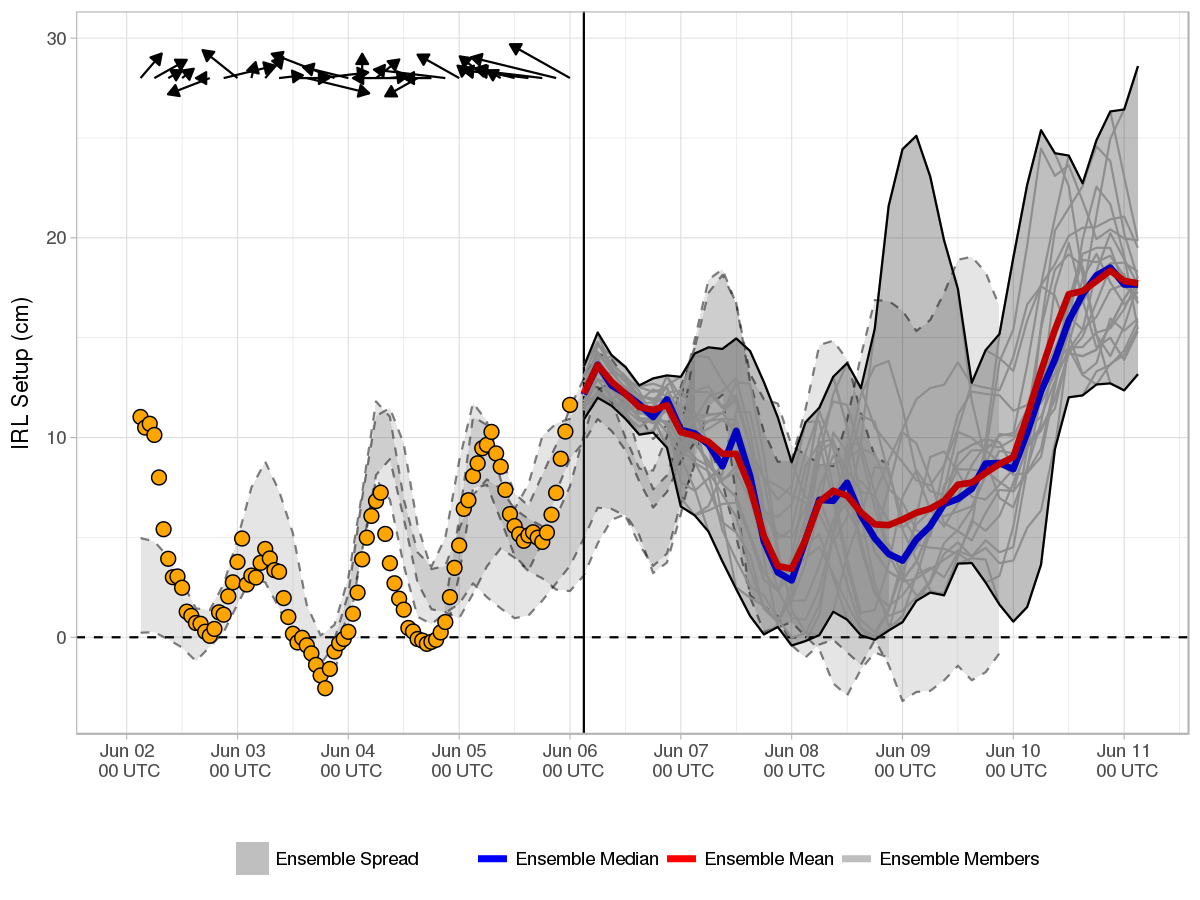 30
20
10
0
IRL Setup (cm)
Jun 02 Jun 03 Jun 04 Jun 05 Jun 06 Jun 07 Jun 08 Jun 09 Jun 10 Jun 11
00 UTC 00 UTC 00 UTC 00 UTC 00 UTC 00 UTC 00 UTC 00 UTC 00 UTC 00 UTC
Ensemble Spread Ensemble Median Ensemble Mean Ensemble Members